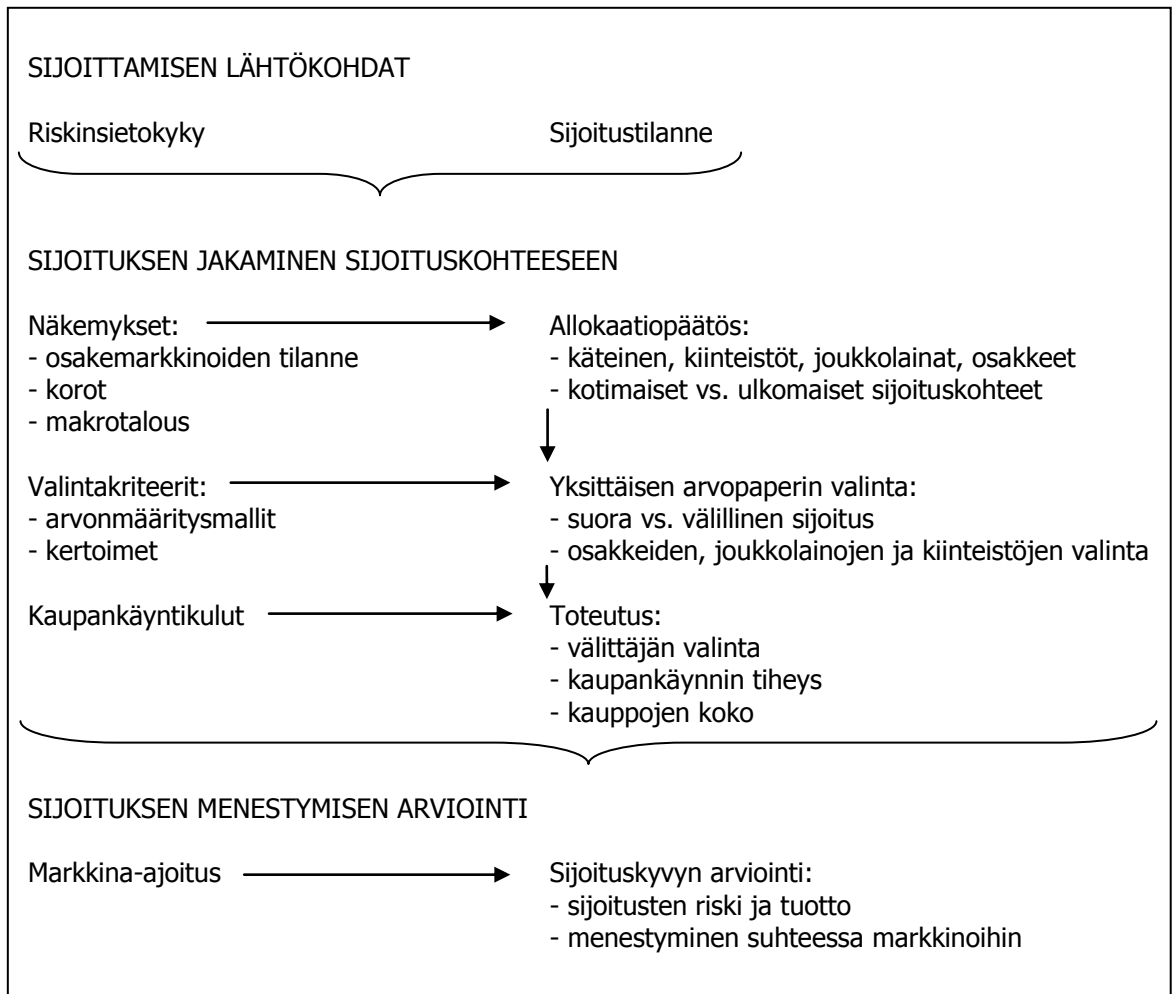 SIJOITTAMISEN LÄHTÖKOHDAT
Riskinsietokyky Sijoitustilanne
SIJOITUKSEN JAKAMINEN SIJOITUSKOHTEESEEN
Näkemykset: Allokaatiopäätös:
- osakemarkkinoiden tilanne - käteinen, kiinteistöt, joukkolainat, osakkeet
- korot - kotimaiset vs. ulkomaiset sijoituskohteet
- makrotalous
Valintakriteerit: Yksittäisen arvopaperin valinta:
- arvonmääritysmallit - suora vs. välillinen sijoitus
- kertoimet - osakkeiden, joukkolainojen ja kiinteistöjen valinta
Kaupankäyntikulut Toteutus:
- välittäjän valinta
- kaupankäynnin tiheys
- kauppojen koko
SIJOITUKSEN MENESTYMISEN ARVIOINTI
Markkina-ajoitus Sijoituskyvyn arviointi:
- sijoitusten riski ja tuotto
- menestyminen suhteessa markkinoihin